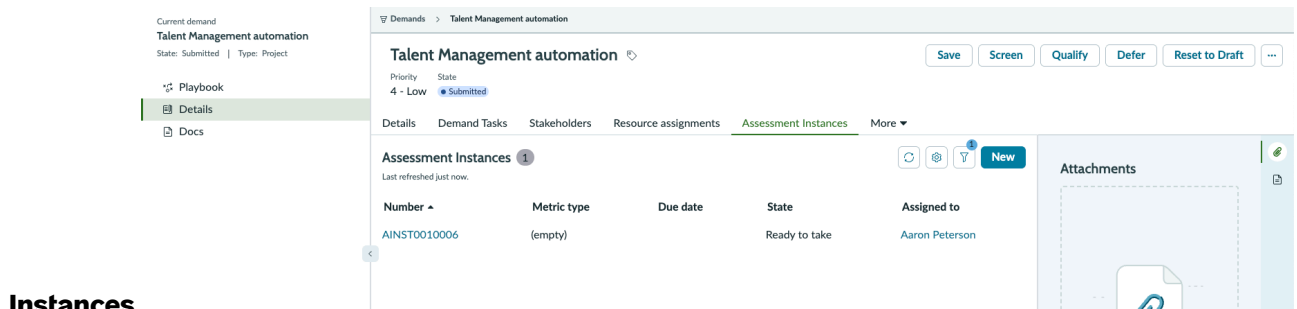 Current demand
Talent Management automation
State: Submitted | Type: Project
Playbook
Details
Docs
Demands > Talent Management automation
Talent Management automation
Save Screen Qualify Defer Reset to Draft ...
Priority State
4 - Low Submitted
Details Demand Tasks Stakeholders Resource assignments Assessment Instances More
Assessment Instances 1
1 New
Last refreshed just now.
Attachments
Number Metric type Due date State Assigned to
AINST0010006 (empty) Ready to take Aaron Peterson
Instances